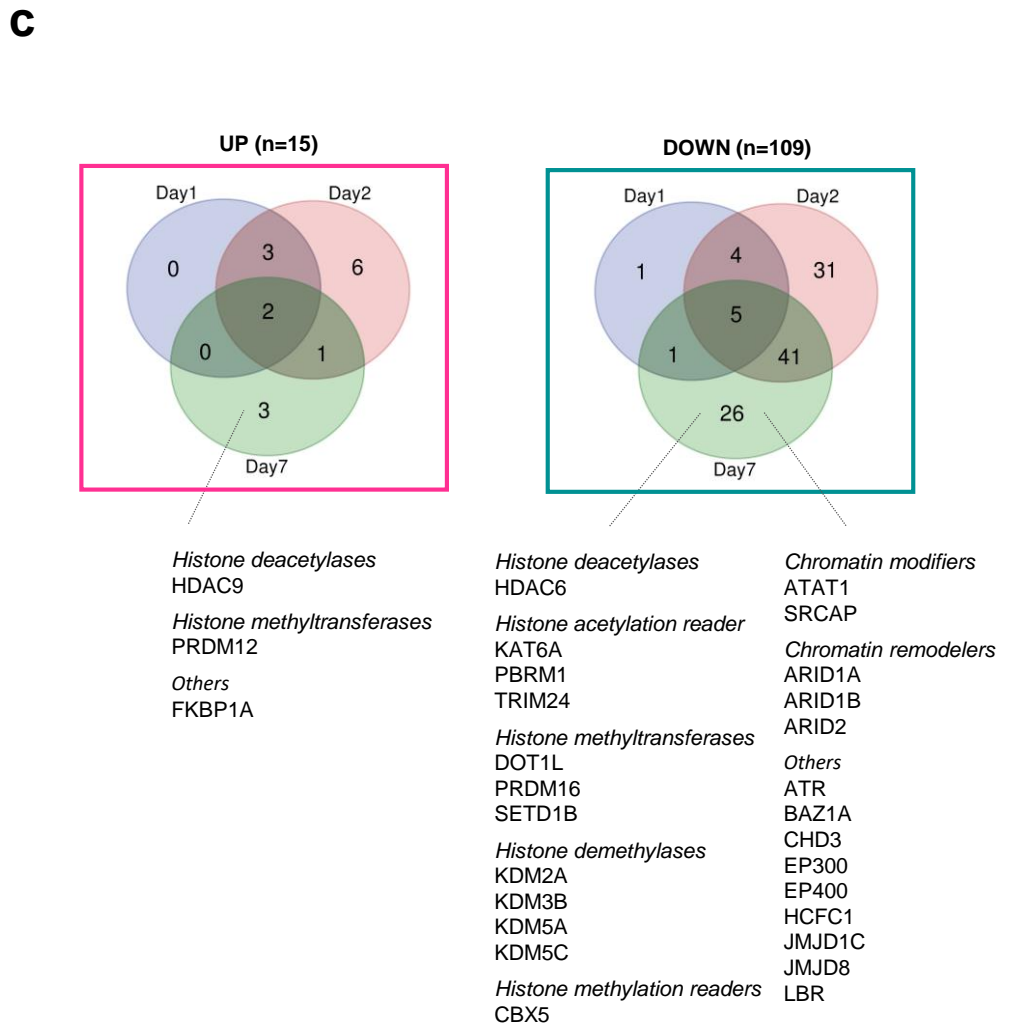 c
UP (n=15)
Day1
Day2
0
3
6
2
0
1
3
Day7
Histone deacetylases
HDAC9
Histone methyltransferases
PRDM12
Others
FKBP1A
DOWN (n=109)
Day1
Day2
1
4
31
5
1
41
26
Day7
Histone deacetylases
HDAC6
Histone acetylation reader
KAT6A
PBRM1
TRIM24
Histone methyltransferases
DOT1L
PRDM16
SETD1B
Histone demethylases
KDM2A
KDM3B
KDM5A
KDM5C
Histone methylation readers
CBX5
Chromatin modifiers
ATAT1
SRCAP
Chromatin remodelers
ARID1A
ARID1B
ARID2
Others
ATR
BAZ1A
CHD3
EP300
EP400
HCFC1
JMJD1C
JMJD8
LBR